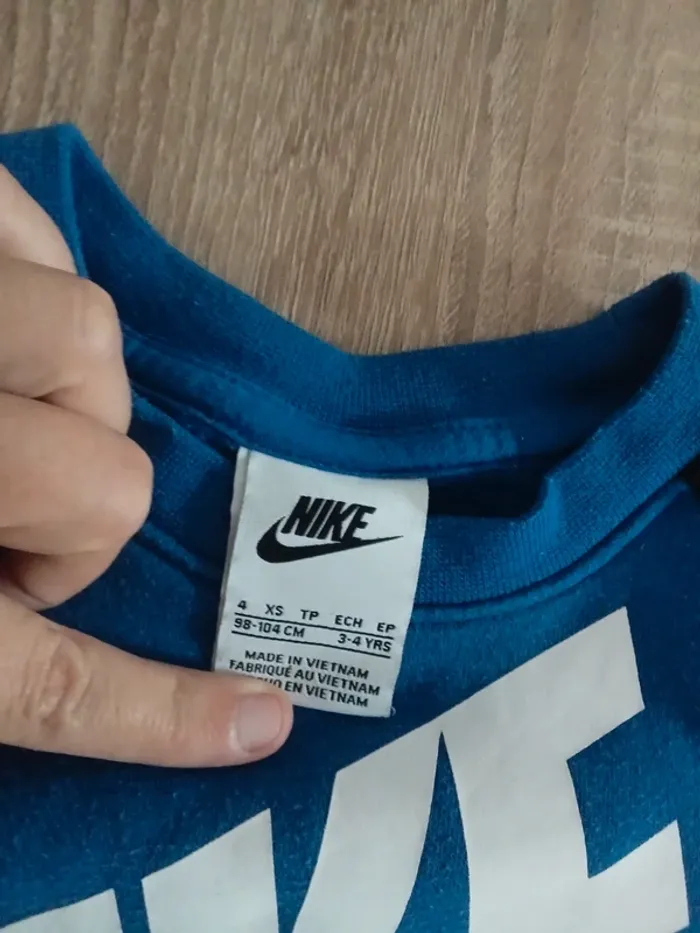 NIKE
4 XS TP ECH EP
98-104 CM 3-4 YRS
MADE IN VIETNAM
FABRIQUÉ AU VIETNAM
EN VIETNAM